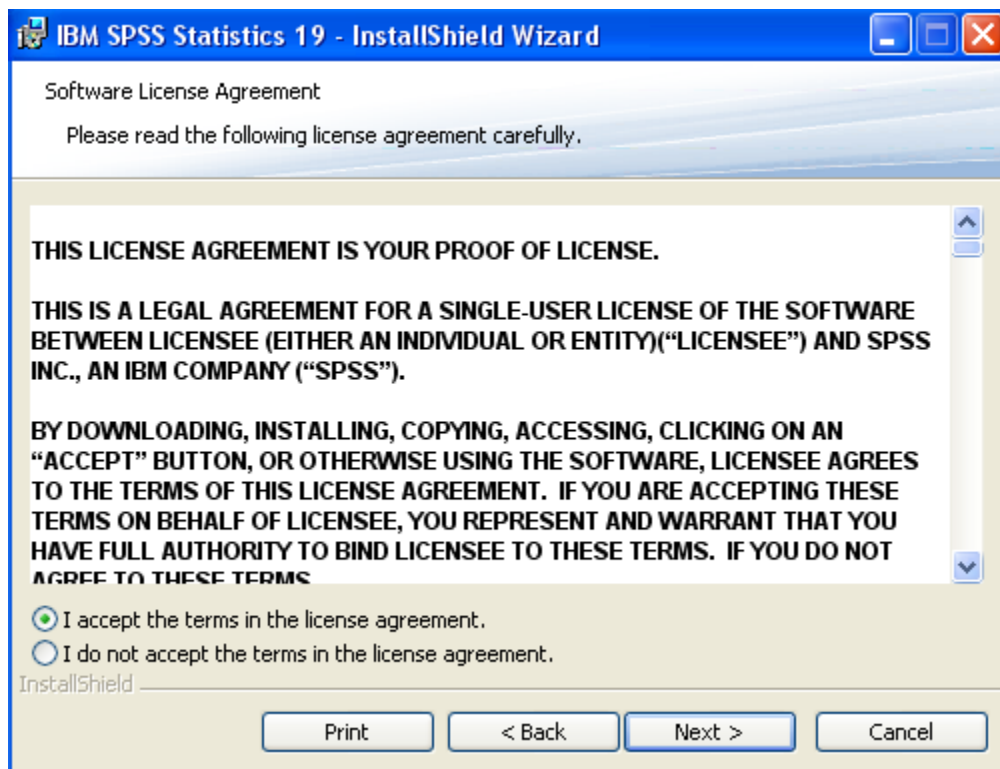 IBM SPSS Statistics 19 - InstallShield Wizard
Software License Agreement
Please read the following license agreement carefully.
THIS LICENSE AGREEMENT IS YOUR PROOF OF LICENSE.
THIS IS A LEGAL AGREEMENT FOR A SINGLE-USER LICENSE OF THE SOFTWARE
BETWEEN LICENSEE (EITHER AN INDIVIDUAL OR ENTITY)(“LICENSEE”) AND SPSS
INC., AN IBM COMPANY (“SPSS”).
BY DOWNLOADING, INSTALLING, COPYING, ACCESSING, CLICKING ON AN
“ACCEPT” BUTTON, OR OTHERWISE USING THE SOFTWARE, LICENSEE AGREES
TO THE TERMS OF THIS LICENSE AGREEMENT.  IF YOU ARE ACCEPTING THESE
TERMS ON BEHALF OF LICENSEE, YOU REPRESENT AND WARRANT THAT YOU
HAVE FULL AUTHORITY TO BIND LICENSEE TO THESE TERMS.  IF YOU DO NOT
AGREE TO THESE TERMS
I accept the terms in the license agreement.
I do not accept the terms in the license agreement.
InstallShield
Print
< Back
Next >
Cancel